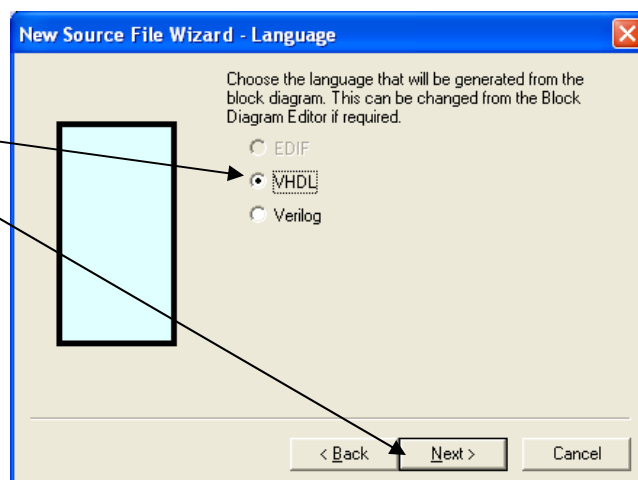 New Source File Wizard - Language
Choose the language that will be generated from the
block diagram. This can be changed from the Block
Diagram Editor if required.
EDIF
VHDL
Verilog
< Back
Next >
Cancel